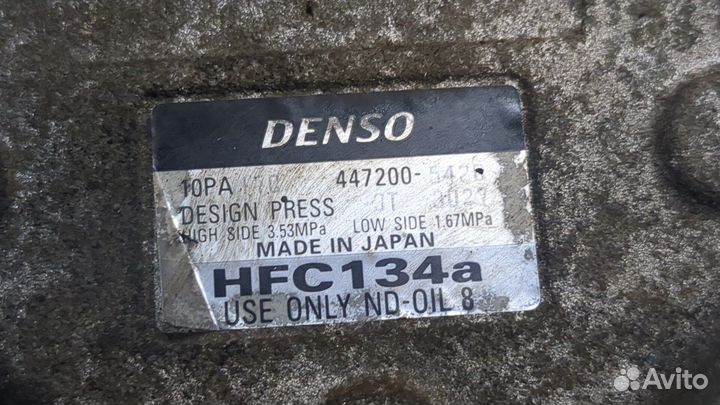 DENSO
10PA 447200-
DESIGN PRESS
HIGH SIDE 3.53MPa LOW SIDE 1.67MPa
MADE IN JAPAN
HFC134a
USE ONLY ND-OIL 8
Avito